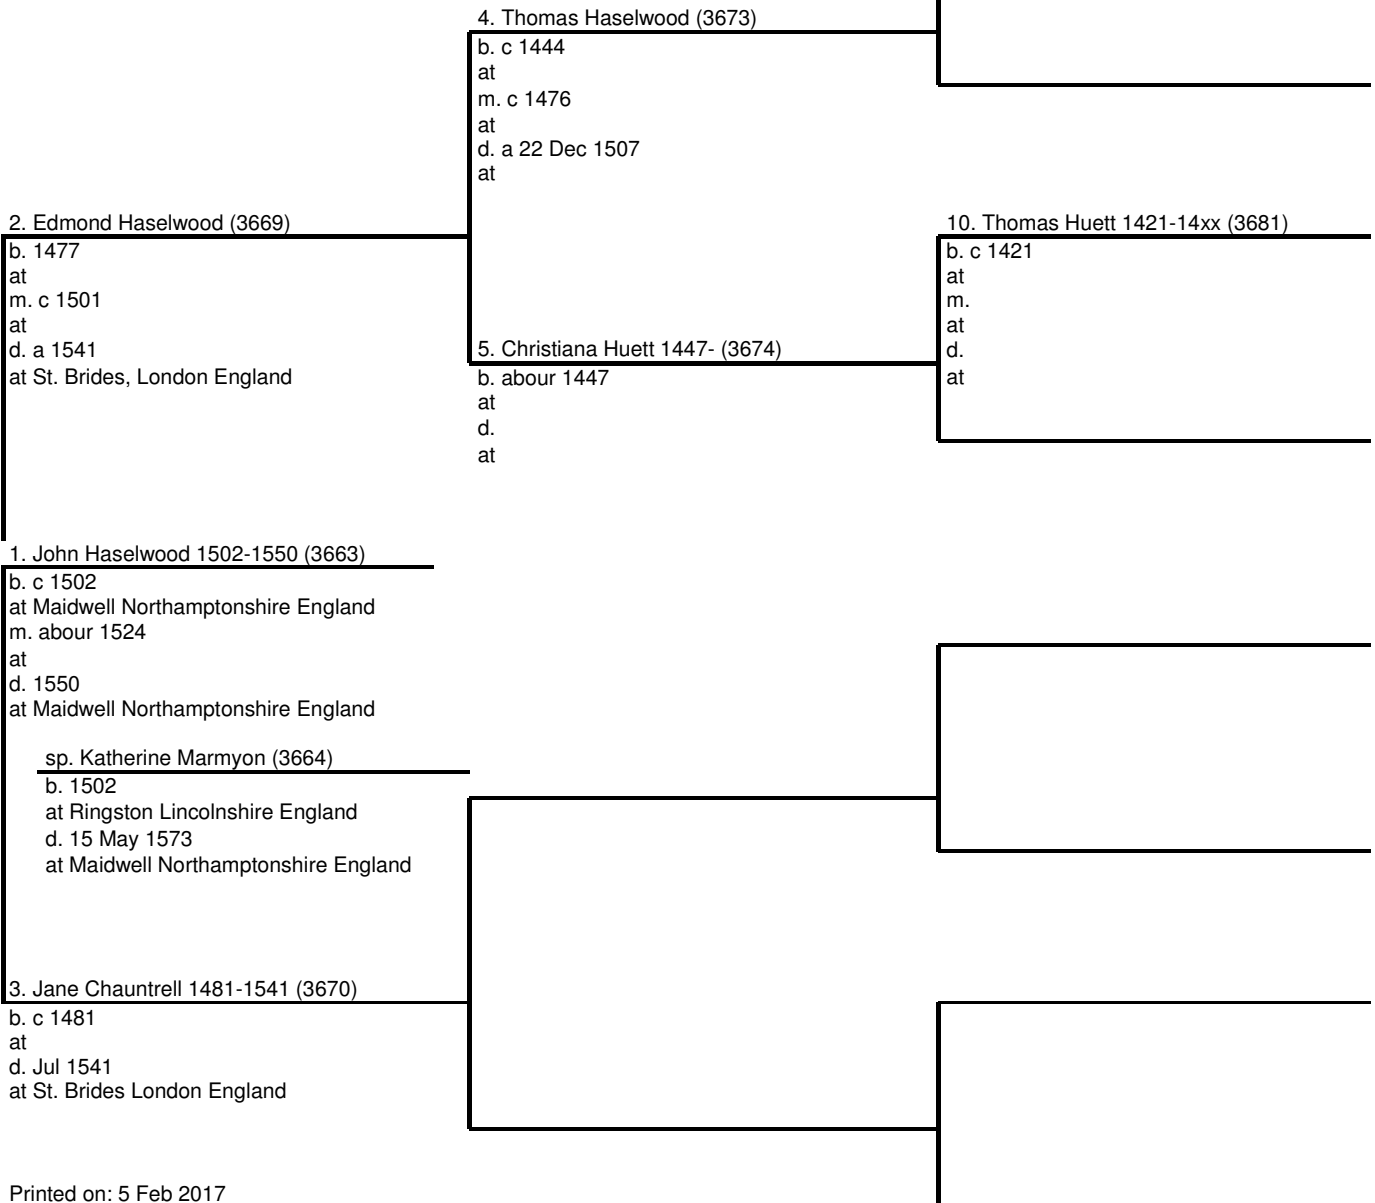 4. Thomas Haselwood (3673)
b. c 1444
at
m. c 1476
at
d. a 22 Dec 1507
at
2. Edmond Haselwood (3669)
b. 1477
at
m. c 1501
at
d. a 1541
at St. Brides, London England
10. Thomas Huett 1421-14xx (3681)
b. c 1421
at
m.
at
d.
at
5. Christiana Huett 1447- (3674)
b. abour 1447
at
d.
at
1. John Haselwood 1502-1550 (3663)
b. c 1502
at Maidwell Northamptonshire England
m. abour 1524
at
d. 1550
at Maidwell Northamptonshire England
sp. Katherine Marmyon (3664)
b. 1502
at Ringston Lincolnshire England
d. 15 May 1573
at Maidwell Northamptonshire England
3. Jane Chauntrell 1481-1541 (3670)
b. c 1481
at
d. Jul 1541
at St. Brides London England
Printed on: 5 Feb 2017